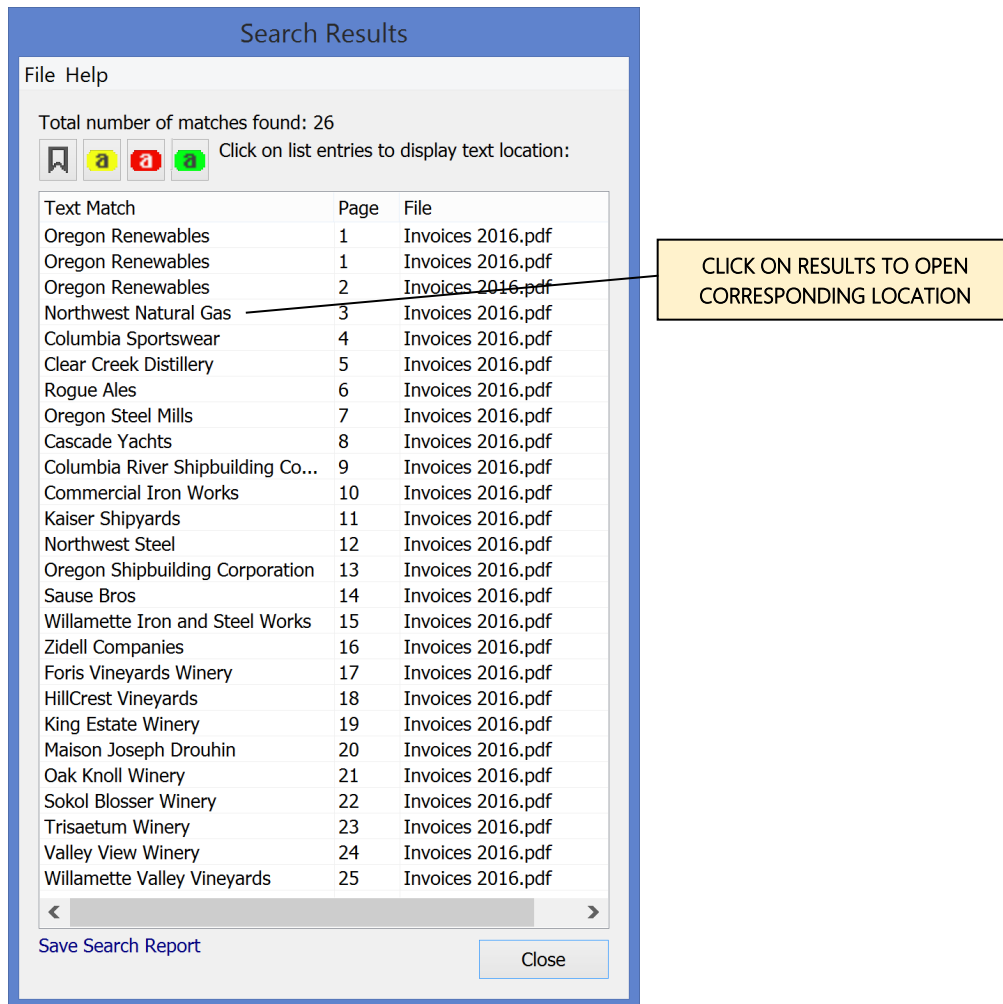 Search Results
File Help
Total number of matches found: 26
a a a Click on list entries to display text location:
Text Match Page File
Oregon Renewables 1 Invoices 2016.pdf
Oregon Renewables 1 Invoices 2016.pdf
Oregon Renewables 2 Invoices 2016.pdf
Northwest Natural Gas 3 Invoices 2016.pdf
Columbia Sportswear 4 Invoices 2016.pdf
Clear Creek Distillery 5 Invoices 2016.pdf
Rogue Ales 6 Invoices 2016.pdf
Oregon Steel Mills 7 Invoices 2016.pdf
Cascade Yachts 8 Invoices 2016.pdf
Columbia River Shipbuilding Co... 9 Invoices 2016.pdf
Commercial Iron Works 10 Invoices 2016.pdf
Kaiser Shipyards 11 Invoices 2016.pdf
Northwest Steel 12 Invoices 2016.pdf
Oregon Shipbuilding Corporation 13 Invoices 2016.pdf
Sause Bros 14 Invoices 2016.pdf
Willamette Iron and Steel Works 15 Invoices 2016.pdf
Zidell Companies 16 Invoices 2016.pdf
Foris Vineyards Winery 17 Invoices 2016.pdf
HillCrest Vineyards 18 Invoices 2016.pdf
King Estate Winery 19 Invoices 2016.pdf
Maison Joseph Drouhin 20 Invoices 2016.pdf
Oak Knoll Winery 21 Invoices 2016.pdf
Sokol Blosser Winery 22 Invoices 2016.pdf
Trisaetum Winery 23 Invoices 2016.pdf
Valley View Winery 24 Invoices 2016.pdf
Willamette Valley Vineyards 25 Invoices 2016.pdf
Save Search Report
Close
CLICK ON RESULTS TO OPEN
CORRESPONDING LOCATION